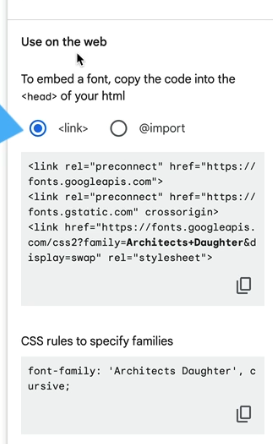 Use on the web
To embed a font, copy the code into the
<head> of your html
<link>
@import
<link rel="preconnect" href="https://
fonts.googleapis.com">
<link rel="preconnect" href="https://
fonts.gstatic.com" crossorigin>
<link href="https://fonts.googleapis.
com/css2?family=Architects+Daughter&d
isplay=swap" rel="stylesheet">
CSS rules to specify families
font-family: 'Architects Daughter', c
ursive;